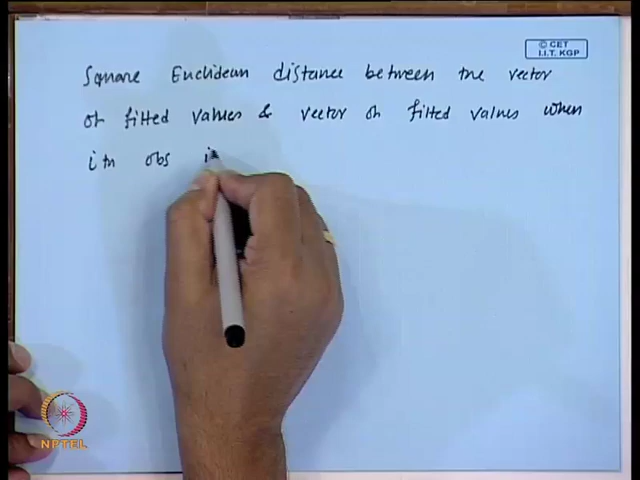 © CET
I.I.T. KGP
Square Euclidean distance between the vector
of fitted values & vector of fitted values when
ith obs i
NPTEL